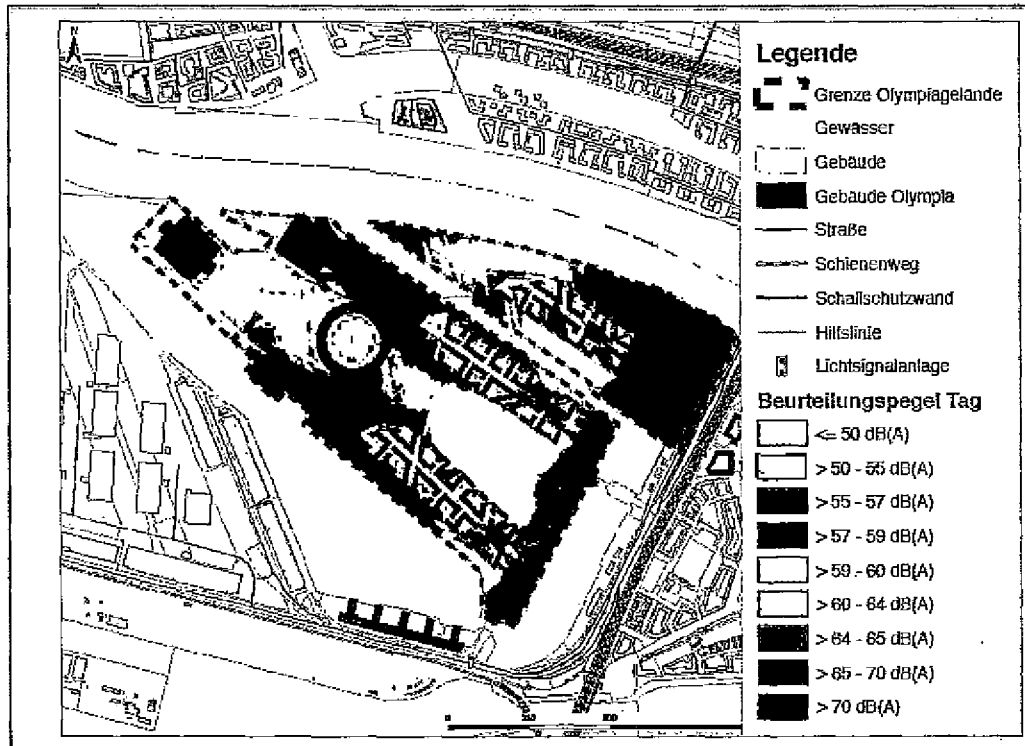 N
Legende
Grenze Olympiagelände
Gewässer
Gebäude
Gebäude Olympia
Straße
Schienenweg
Schallschutzwand
Hilfslinie
Lichtsignalanlage
Beurteilungspegel Tag
<= 50 dB(A)
> 50 - 55 dB(A)
> 55 - 57 dB(A)
> 57 - 59 dB(A)
> 59 - 60 dB(A)
> 60 - 64 dB(A)
> 64 - 65 dB(A)
> 65 - 70 dB(A)
> 70 dB(A)
0